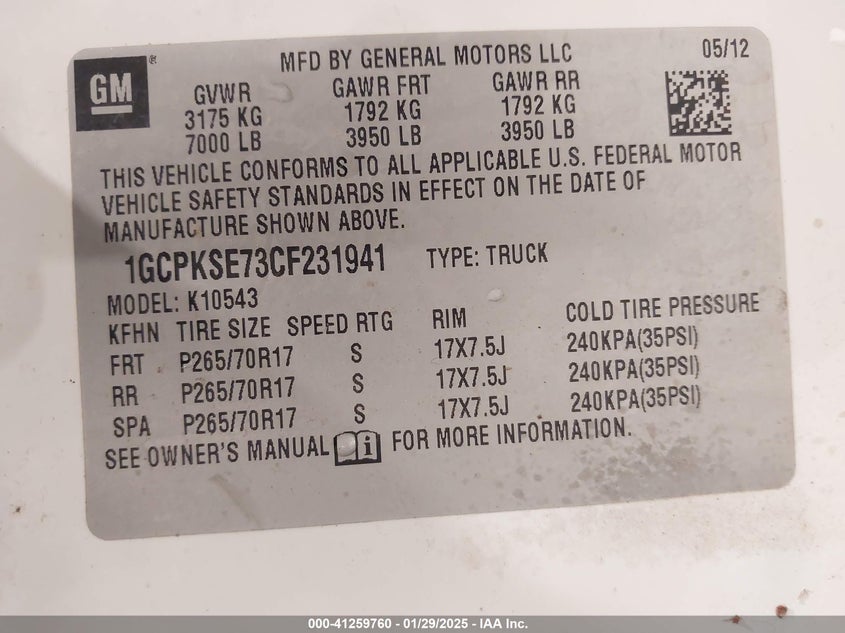 GM ®
MFD BY GENERAL MOTORS LLC 05/12
GVWR GAWR FRT GAWR RR
3175 KG 1792 KG 1792 KG
7000 LB 3950 LB 3950 LB
THIS VEHICLE CONFORMS TO ALL APPLICABLE U.S. FEDERAL MOTOR
VEHICLE SAFETY STANDARDS IN EFFECT ON THE DATE OF
MANUFACTURE SHOWN ABOVE.
1GCPKSE73CF231941 TYPE: TRUCK
MODEL: K10543
KFHN TIRE SIZE SPEED RTG RIM COLD TIRE PRESSURE
FRT P265/70R17 S 17X7.5J 240KPA(35PSI)
RR P265/70R17 S 17X7.5J 240KPA(35PSI)
SPA P265/70R17 S 17X7.5J 240KPA(35PSI)
SEE OWNER'S MANUAL i FOR MORE INFORMATION.
000-41259760 - 01/29/2025 - IAA Inc.